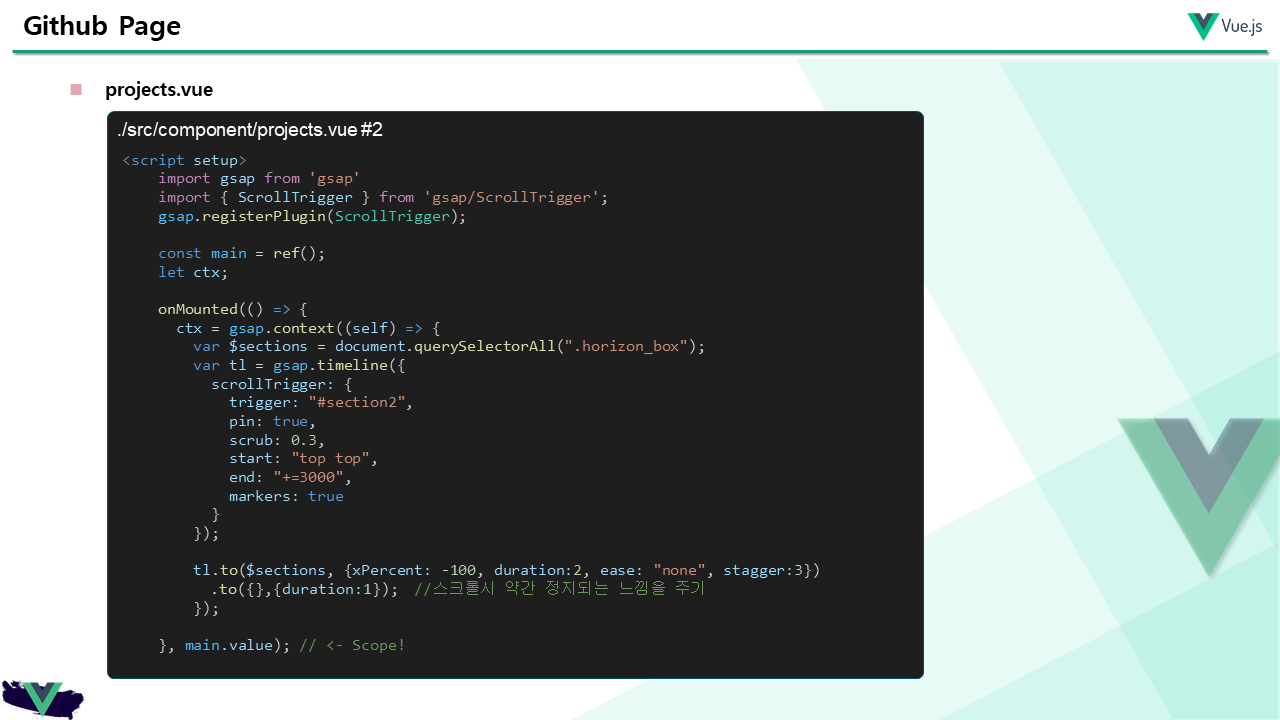 Github Page
Vue.js
projects.vue
./src/component/projects.vue #2
<script setup>
    import gsap from 'gsap'
    import { ScrollTrigger } from 'gsap/ScrollTrigger';
    gsap.registerPlugin(ScrollTrigger);
    const main = ref();
    let ctx;
    onMounted(() => {
      ctx = gsap.context((self) => {
        var $sections = document.querySelectorAll(".horizon_box");
        var tl = gsap.timeline({
          scrollTrigger: {
            trigger: "#section2",
            pin: true,
            scrub: 0.3,
            start: "top top",
            end: "+=3000",
            markers: true
          }
        });
        tl.to($sections, {xPercent: -100, duration:2, ease: "none", stagger:3})
          .to({},{duration:1});  //스크롤시 약간 정지되는 느낌을 주기
        });
    }, main.value); // <- Scope!